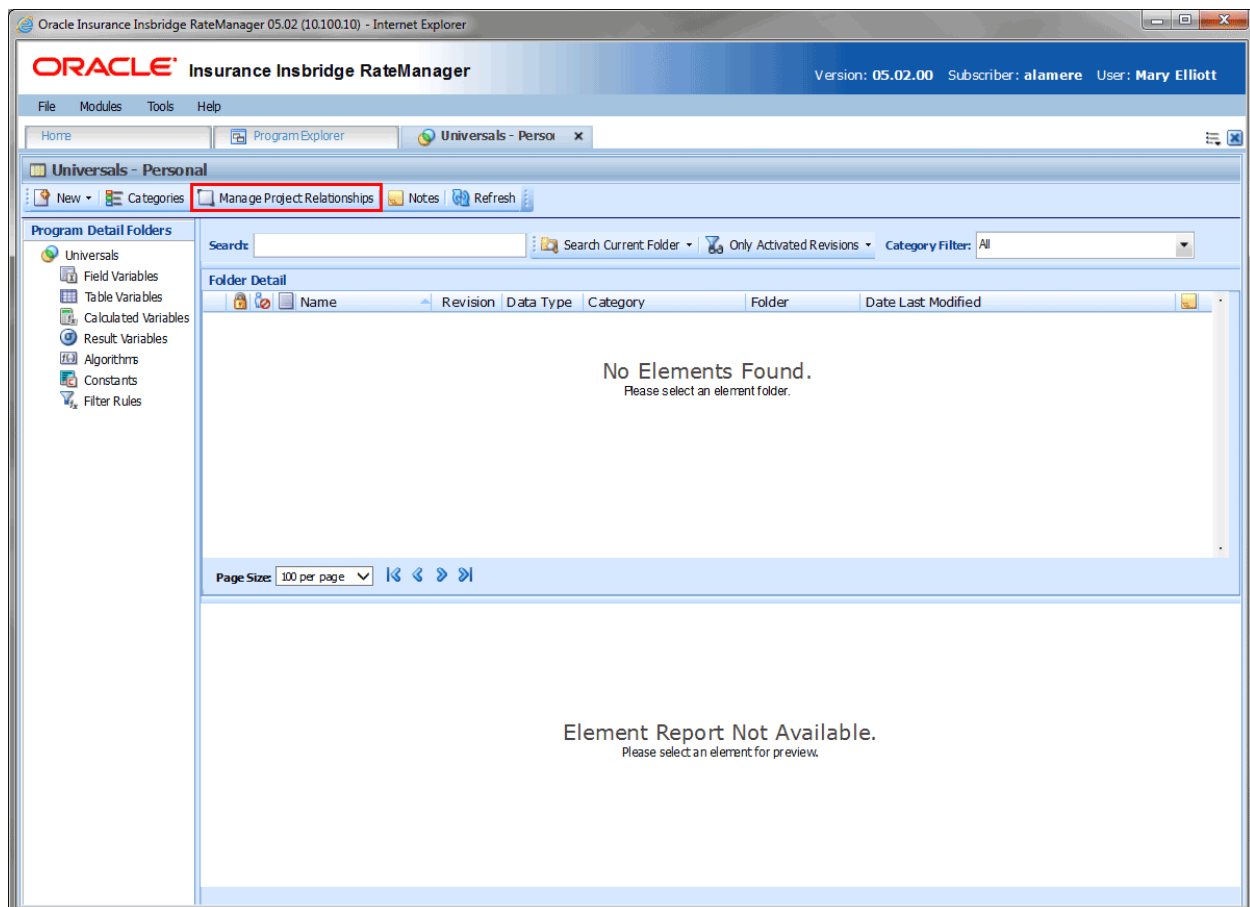 Oracle Insurance Insbridge RateManager 05.02 (10.100.10) - Internet Explorer
ORACLE Insurance Insbridge RateManager
Version: 05.02.00 Subscriber: alamere User: Mary Elliott
File Modules Tools Help
Home Program Explorer Universals - Person
Universals - Personal
New Categories Manage Project Relationships Notes Refresh
Program Detail Folders
Universals
Field Variables
Table Variables
Calculated Variables
Result Variables
Algorithms
Constants
Filter Rules
Search: Search Current Folder Only Activated Revisions Category Filter: All
Folder Detail
Name Revision Data Type Category Folder Date Last Modified
No Elements Found.
Please select an element folder.
Page Size: 100 per page
Element Report Not Available.
Please select an element for preview.